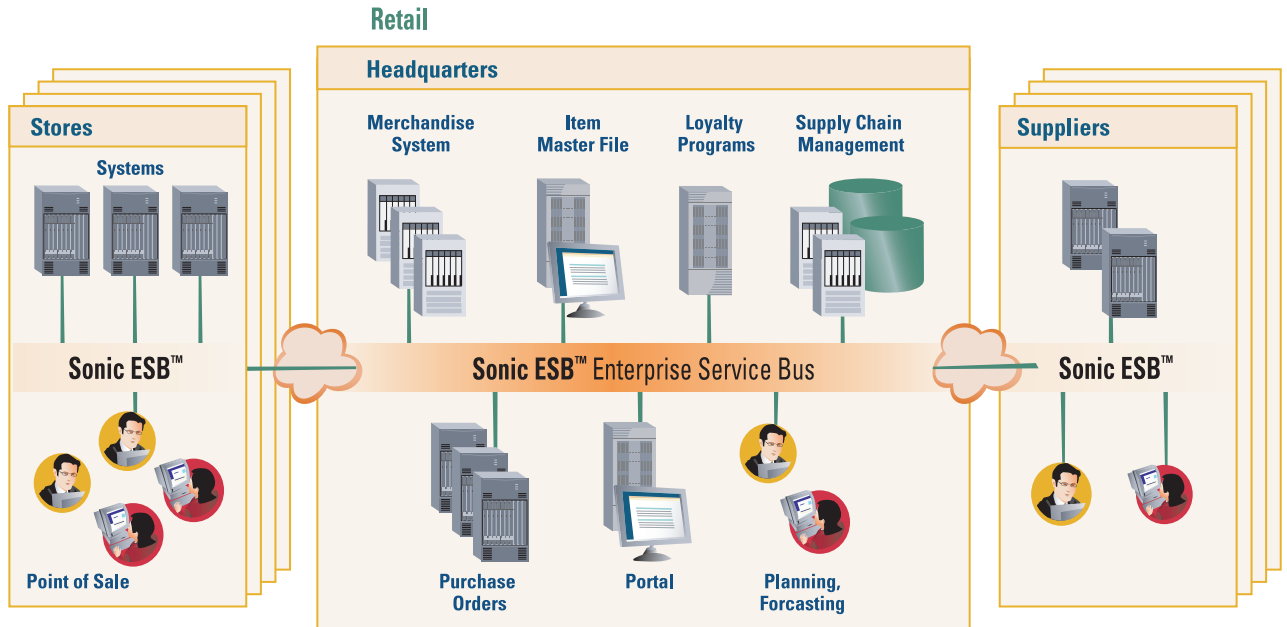 Retail
Headquarters
Stores
Suppliers
Systems
Merchandise
System
Item
Master File
Loyalty
Programs
Supply Chain
Management
Sonic ESB™
Sonic ESB™ Enterprise Service Bus
Sonic ESB™
Point of Sale
Purchase
Orders
Portal
Planning,
Forcasting